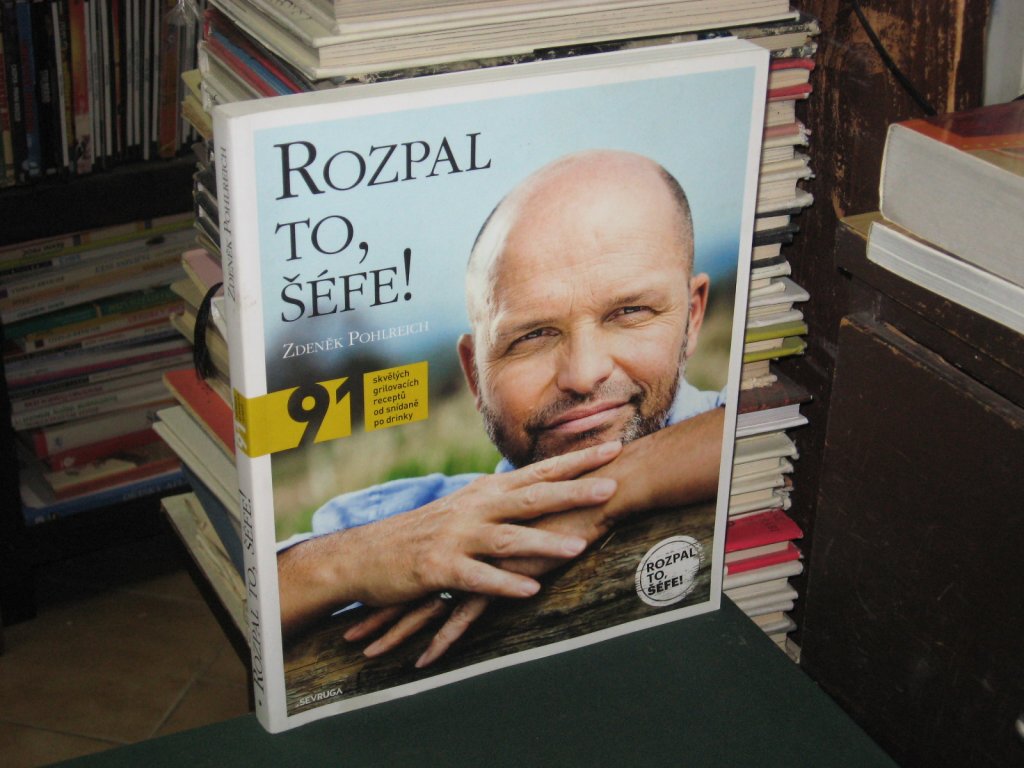 ROZPAL
TO,
ŠÉFE!
ZDENĚK POHLREICH
91
skvělých
grilovacích
receptů
od snídaně
po drinky
ROZPAL
TO,
ŠÉFE!
SEVRUGA
ZDENĚK POHLREICH
91
• ROZPAL TO, ŠÉFE!